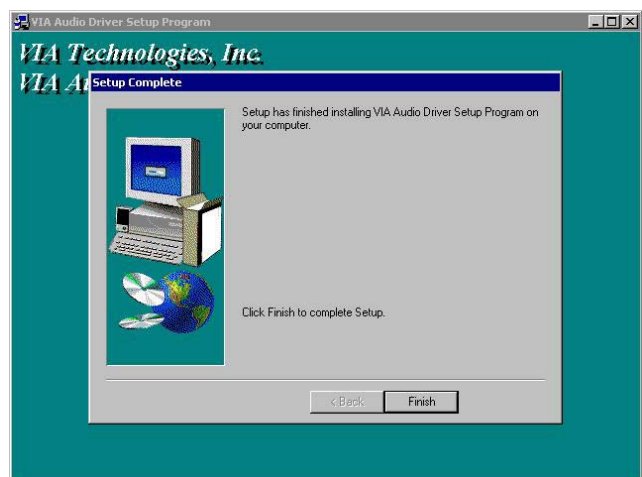 VIA Audio Driver Setup Program
VIA Technologies, Inc.
VIA
Setup Complete
Setup has finished installing VIA Audio Driver Setup Program on
your computer.
Click Finish to complete Setup.
< Back
Finish